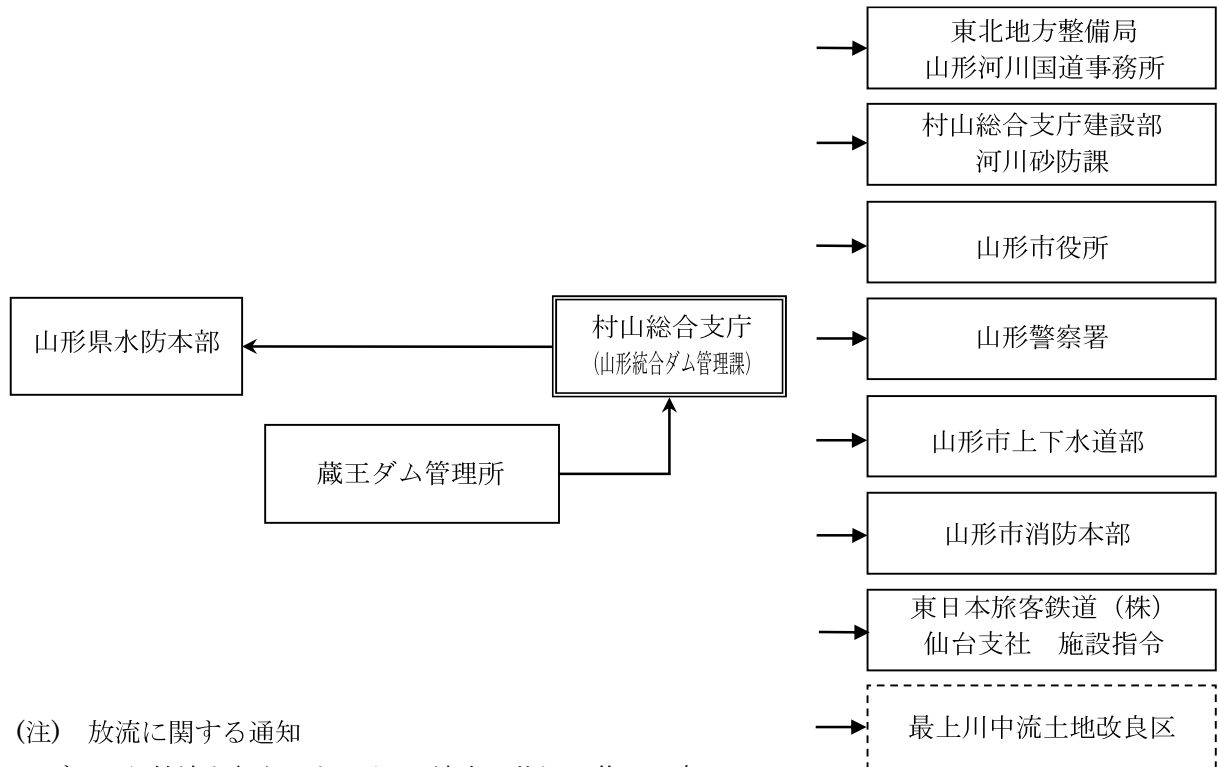 東北地方整備局
山形河川国道事務所
村山総合支庁建設部
河川砂防課
山形市役所
山形県水防本部
村山総合支庁
(山形統合ダム管理課)
山形警察署
蔵王ダム管理所
山形市上下水道部
山形市消防本部
東日本旅客鉄道（株）
仙台支社　施設指令
最上川中流土地改良区
(注)　放流に関する通知